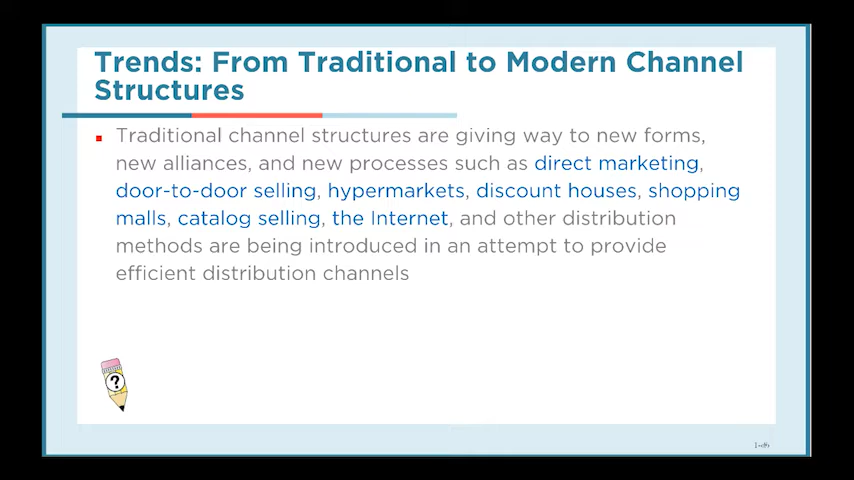 Trends: From Traditional to Modern Channel
Structures
Traditional channel structures are giving way to new forms,
new alliances, and new processes such as direct marketing,
door-to-door selling, hypermarkets, discount houses, shopping
malls, catalog selling, the Internet, and other distribution
methods are being introduced in an attempt to provide
efficient distribution channels
?